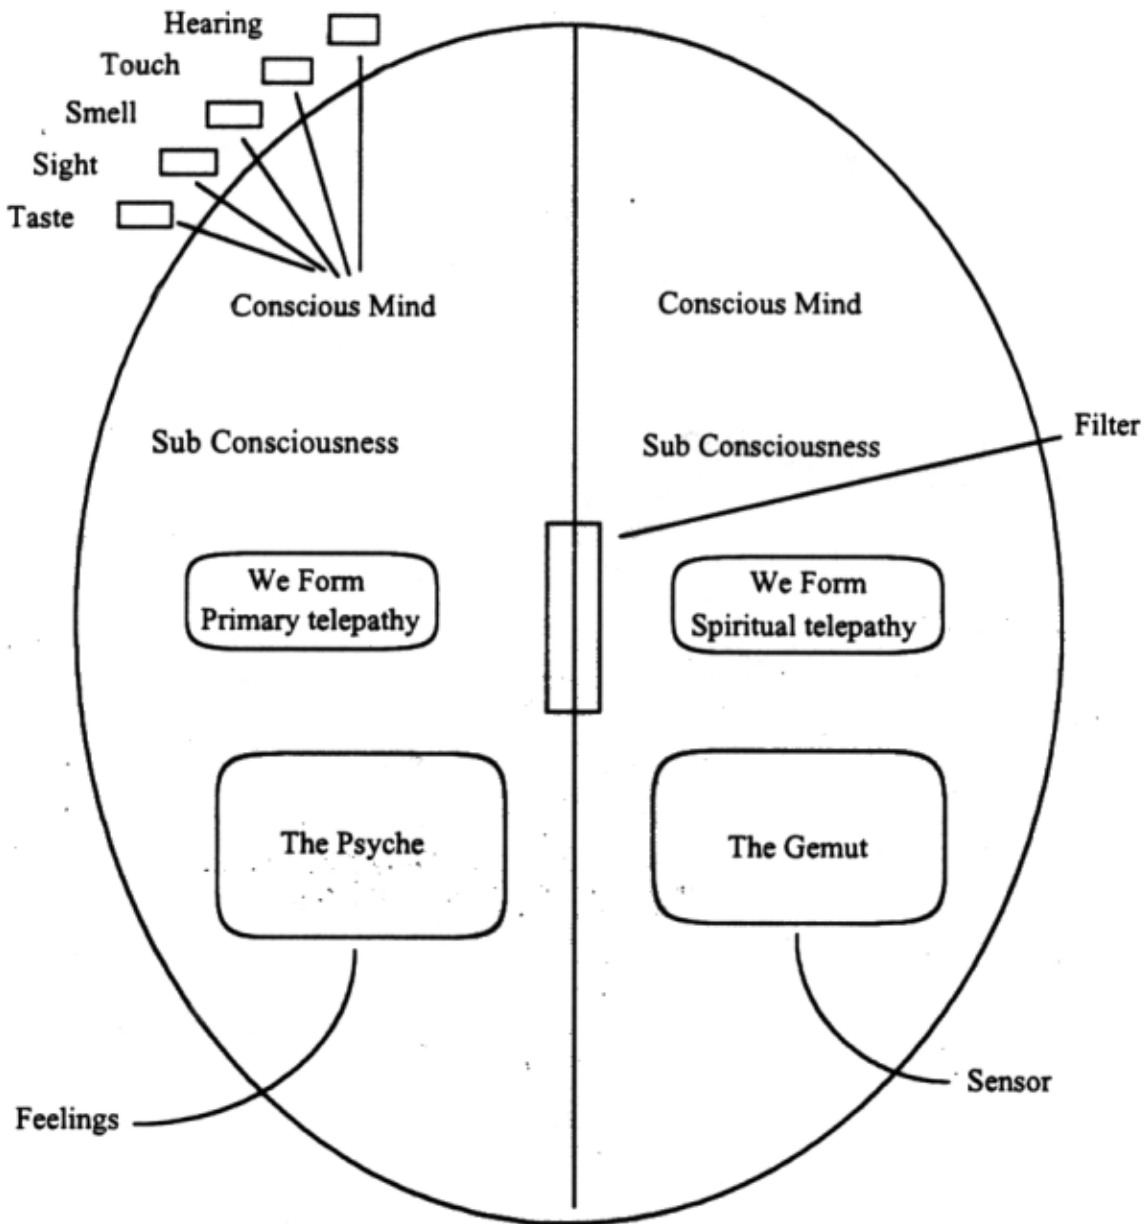 Hearing
Touch
Smell
Sight
Taste
Conscious Mind
Conscious Mind
Filter
Sub Consciousness
Sub Consciousness
We Form
Primary telepathy
We Form
Spiritual telepathy
The Psyche
The Gemut
Sensor
Feelings